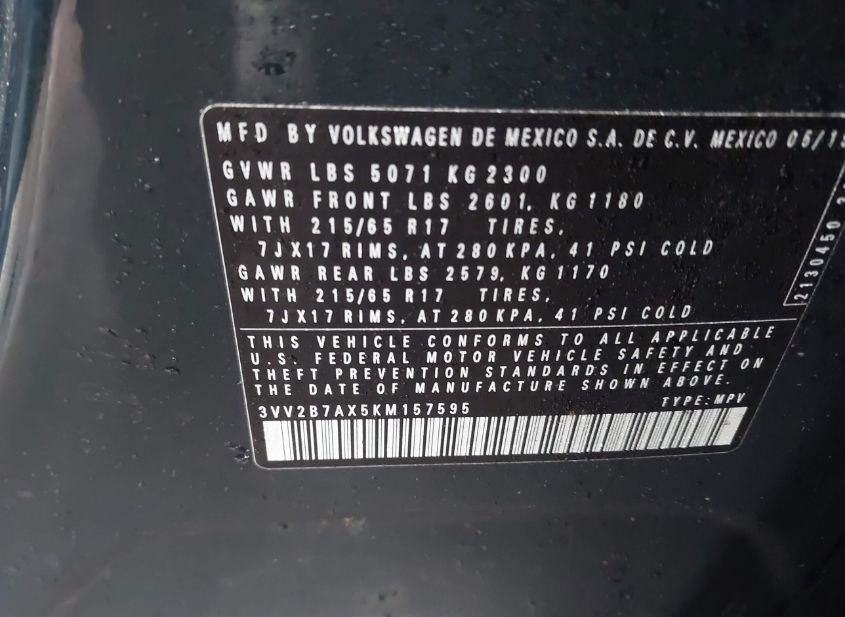 MFD BY VOLKSWAGEN DE MEXICO S.A. DE C.V. MEXICO 05/1
GVWR LBS 5071 KG 2300
GAWR FRONT LBS 2601, KG 1180
WITH 215/65 R17 TIRES,
7JX17 RIMS, AT 280 KPA, 41 PSI COLD
GAWR REAR LBS 2579, KG 1170
WITH 215/65 R17 TIRES,
7JX17 RIMS, AT 280 KPA, 41 PSI COLD
THIS VEHICLE CONFORMS TO ALL APPLICABLE
U.S. FEDERAL MOTOR VEHICLE SAFETY AND
THEFT PREVENTION STANDARDS IN EFFECT ON
THE DATE OF MANUFACTURE SHOWN ABOVE.
3VV2B7AX5KM157595 TYPE: MPV
2130450